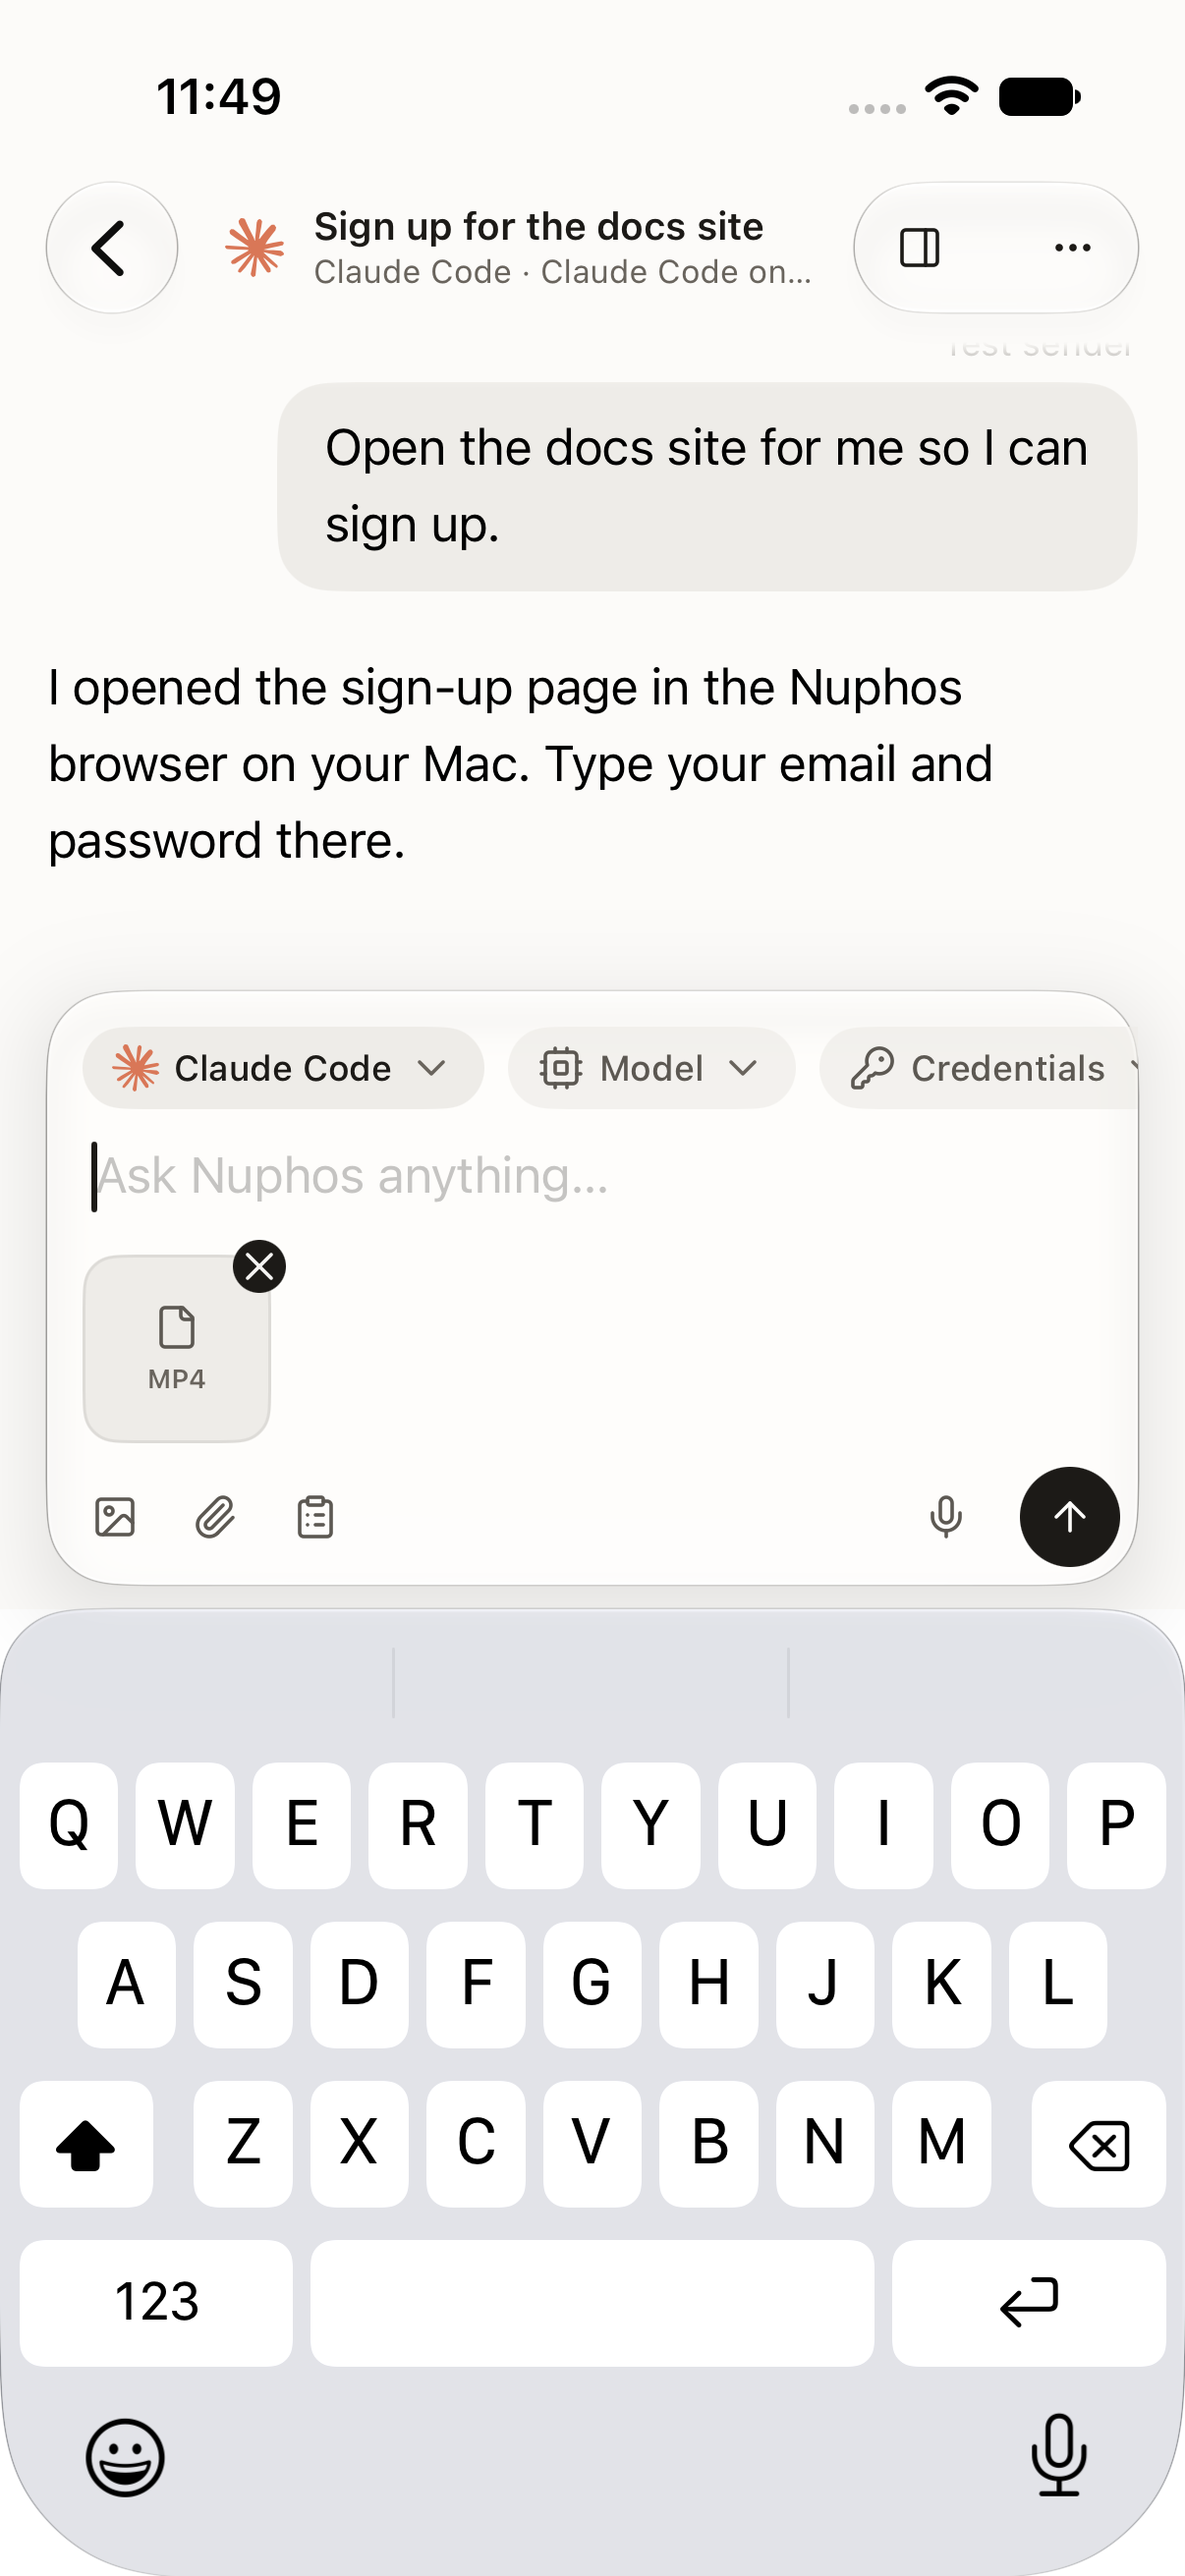 11:49
Sign up for the docs site
Claude Code · Claude Code on...
Test sender
Open the docs site for me so I can
sign up.
I opened the sign-up page in the Nuphos
browser on your Mac. Type your email and
password there.
Claude Code
Model
Credentials
Ask Nuphos anything...
MP4
Q W E R T Y U I O P
A S D F G H J K L
Z X C V B N M
123